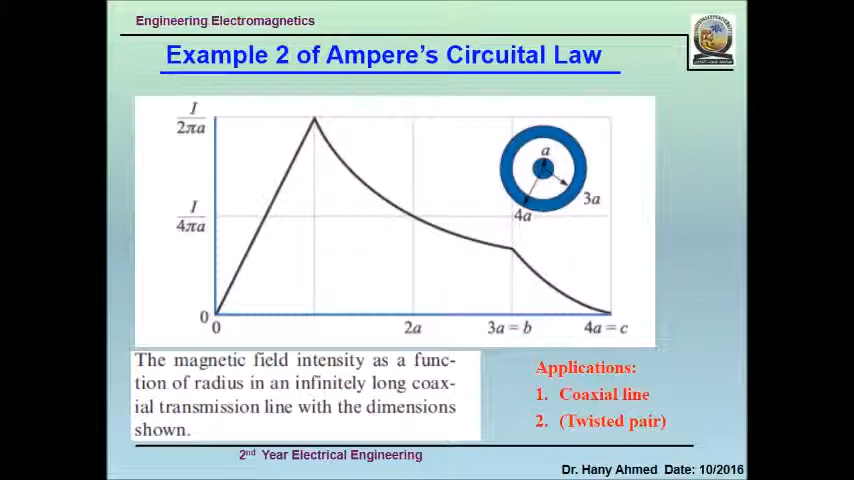 Engineering Electromagnetics
Example 2 of Ampere's Circuital Law
I
2πa
I
4πa
0
0
2a
3a = b
4a = c
a
3a
4a
The magnetic field intensity as a func-
tion of radius in an infinitely long coax-
ial transmission line with the dimensions
shown.
Applications:
1. Coaxial line
2. (Twisted pair)
2nd Year Electrical Engineering
Dr. Hany Ahmed Date: 10/2016